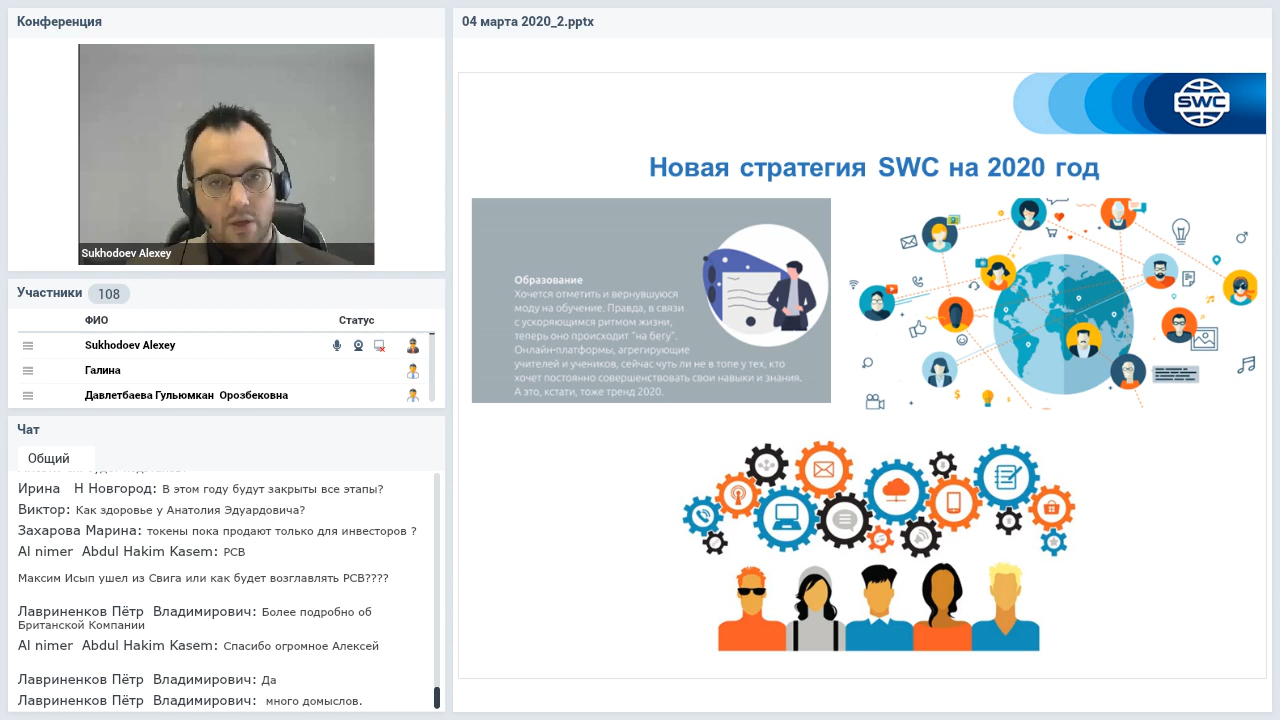 Конференция
Sukhodoev Alexey
Участники 108
ФИО Статус
Sukhodoev Alexey
Галина
Давлетбаева Гульюмкан Орозбековна
Чат
Общий
Ирина Н Новгород: В этом году будут закрыты все этапы?
Виктор: Как здоровье у Анатолия Эдуардовича?
Захарова Марина: токены пока продают только для инвесторов ?
Al nimer Abdul Hakim Kasem: РСВ
Максим Исып ушел из Свига или как будет возглавлять РСВ????
Лавриненков Пётр Владимирович: Более подробно об
Британской Компании
Al nimer Abdul Hakim Kasem: Спасибо огромное Алексей
Лавриненков Пётр Владимирович: Да
Лавриненков Пётр Владимирович: много домыслов.
04 марта 2020_2.pptx
SWC
Новая стратегия SWC на 2020 год
Образование
Хочется отметить и вернувшуюся
моду на обучение. Правда, в связи
с ускоряющимся ритмом жизни,
теперь оно происходит "на бегу".
Онлайн-платформы, агрегирующие
учителей и учеников, сейчас чуть ли не в топе у тех, кто
хочет постоянно совершенствовать свои навыки и знания.
А это, кстати, тоже тренд 2020.